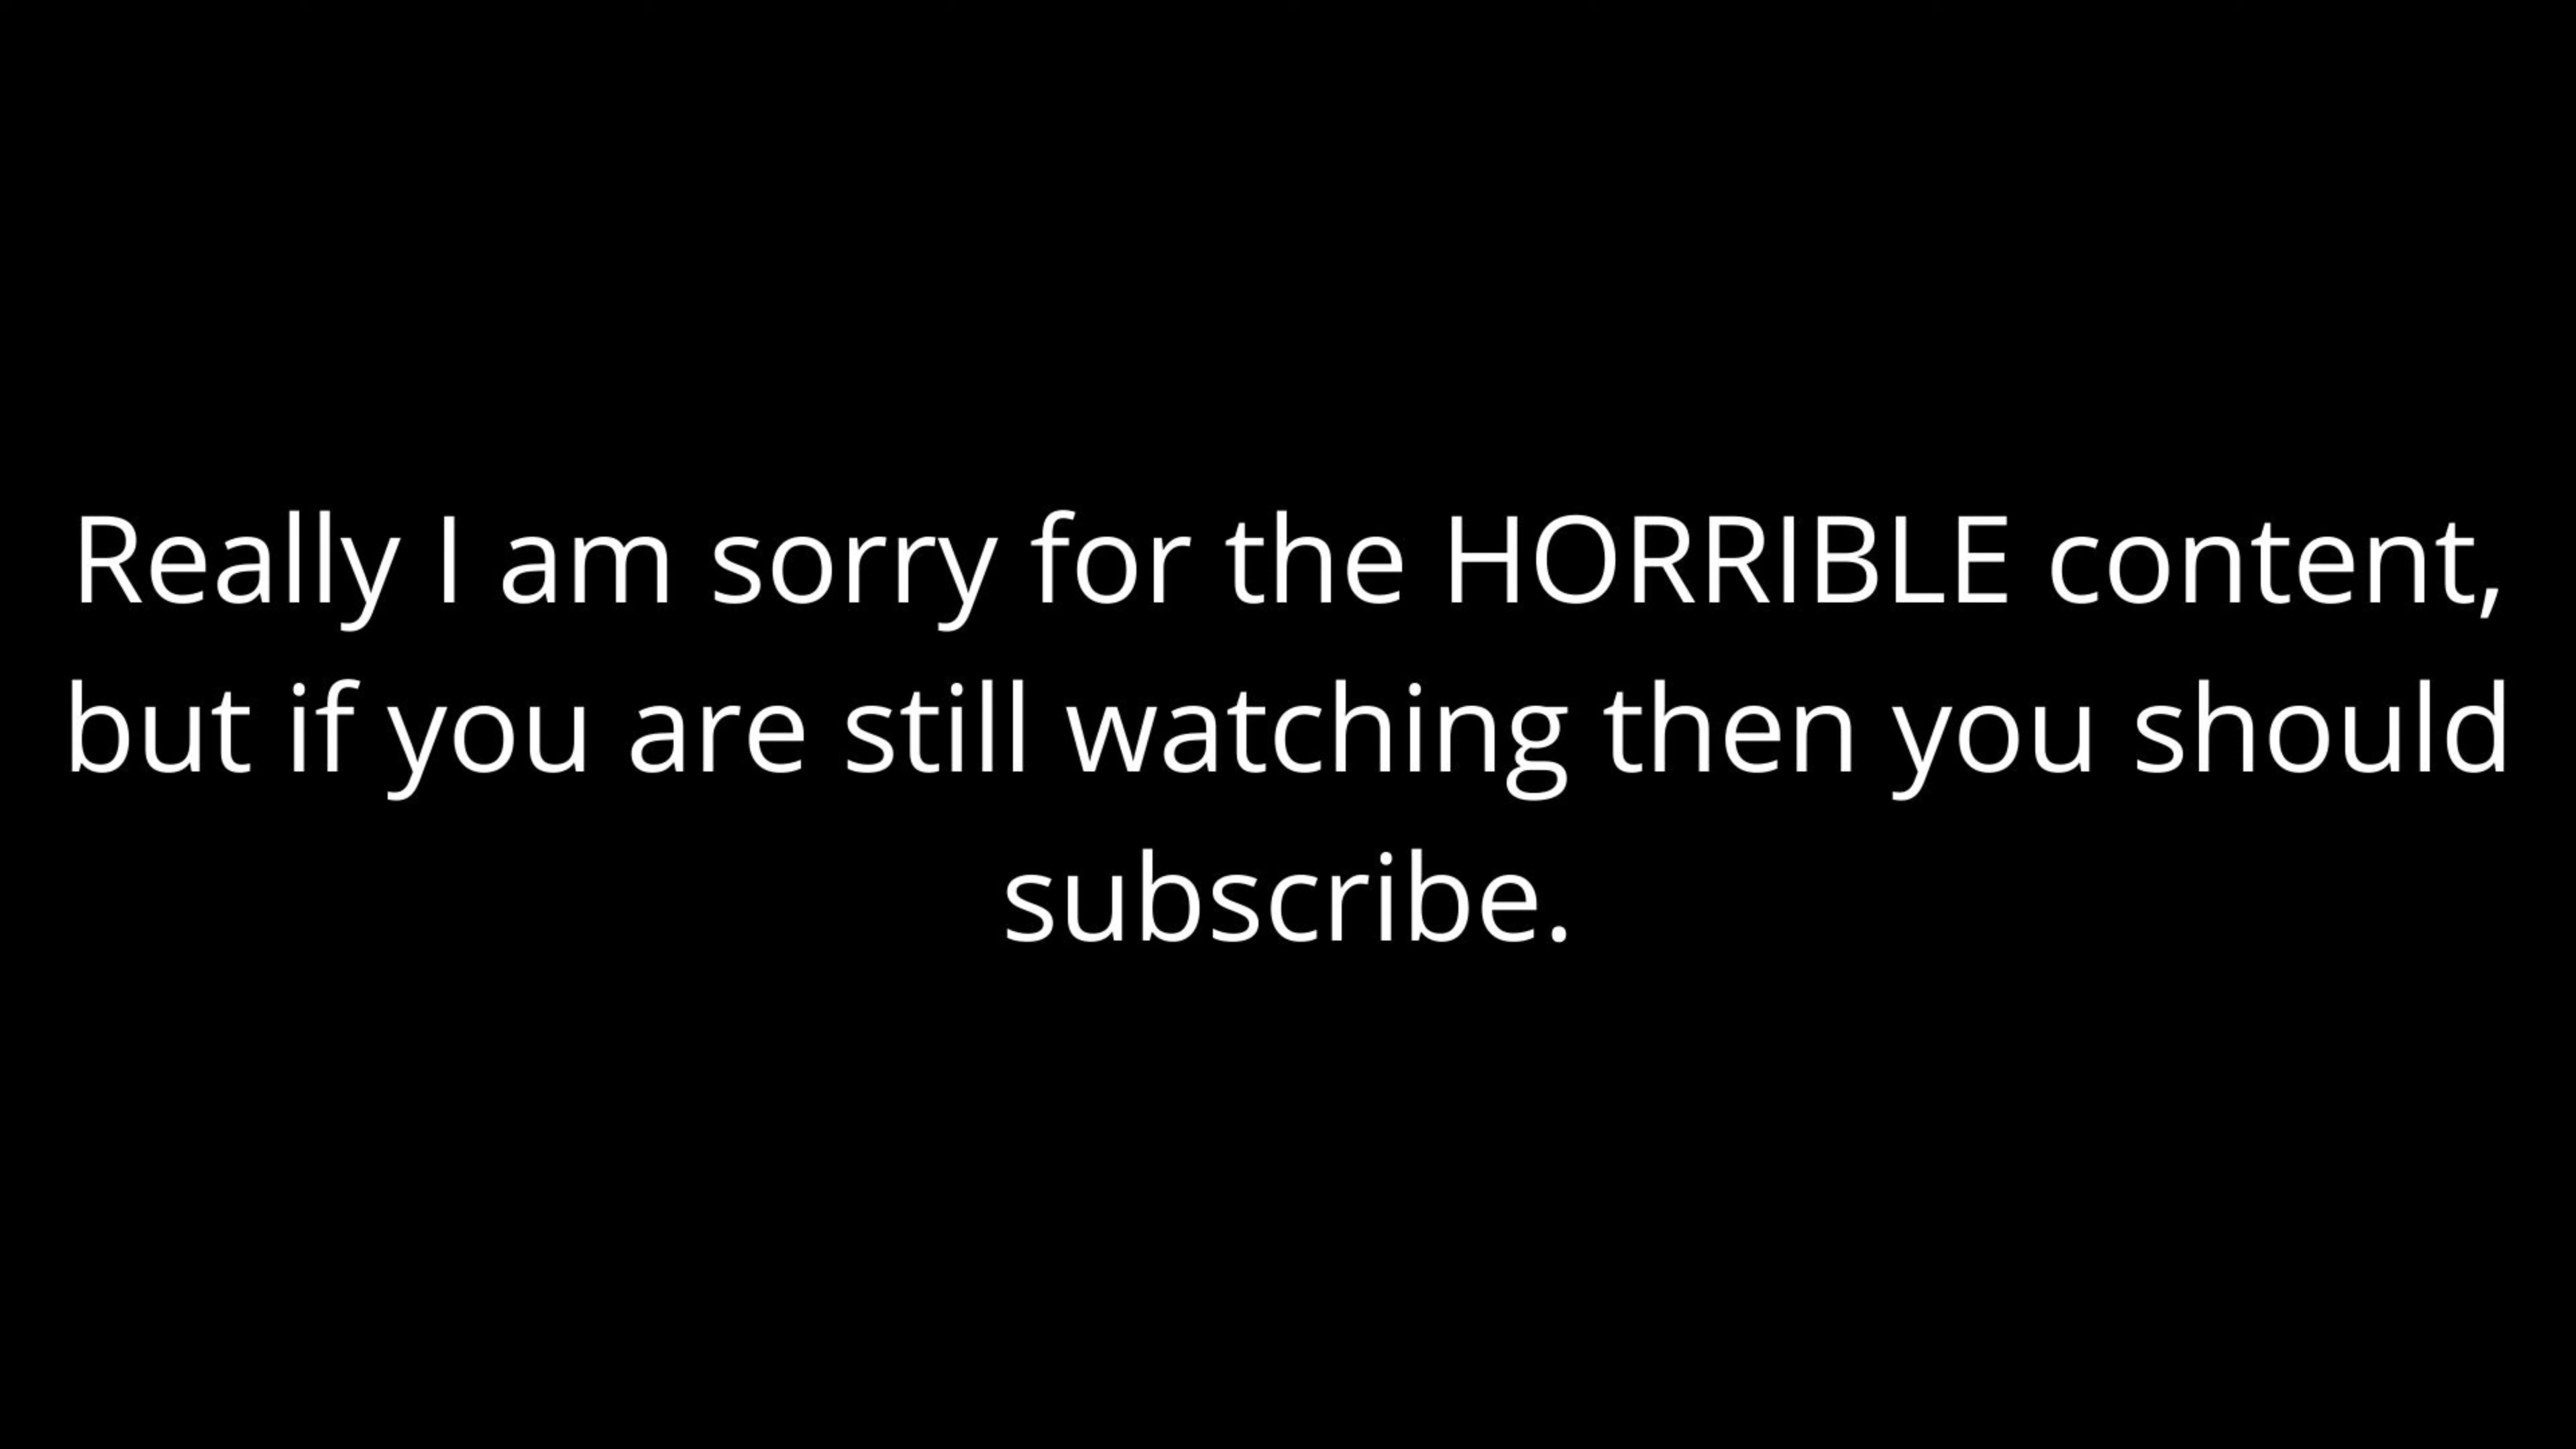 Really I am sorry for the HORRIBLE content,
but if you are still watching then you should
subscribe.